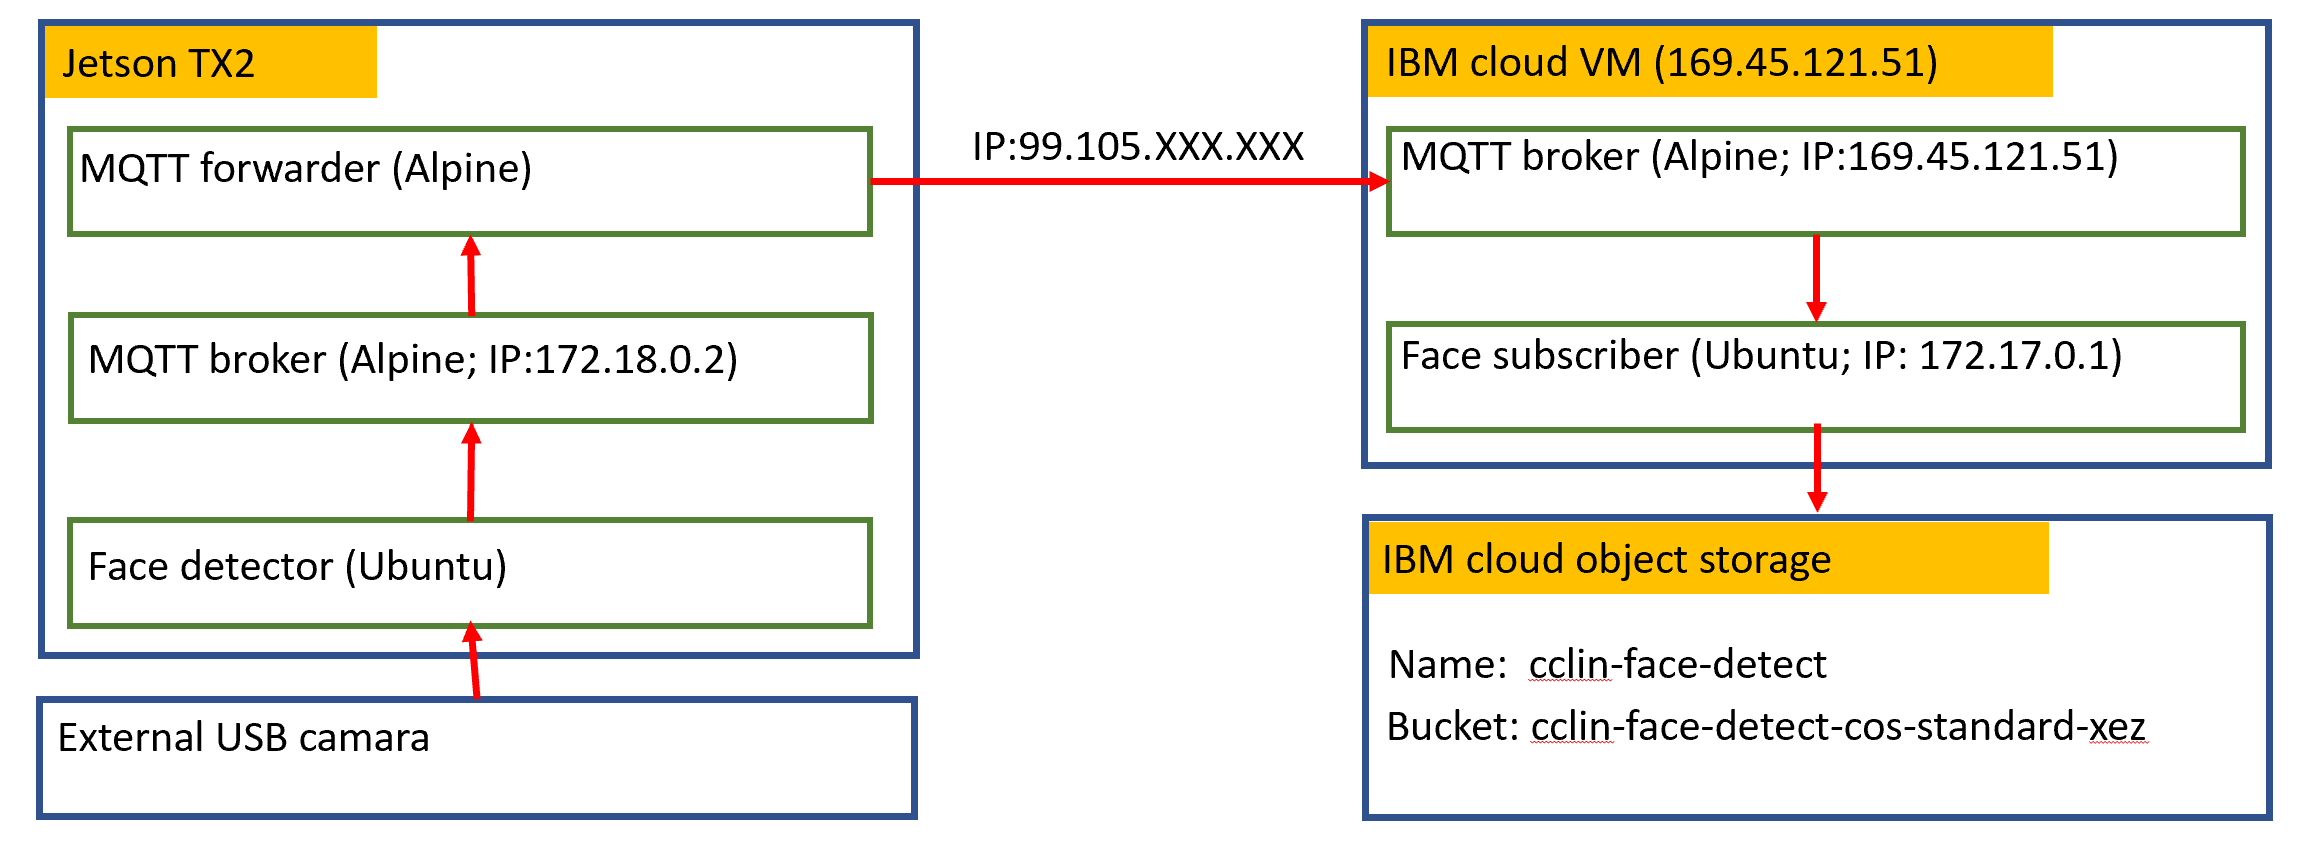 Jetson TX2
MQTT forwarder (Alpine)
MQTT broker (Alpine; IP:172.18.0.2)
Face detector (Ubuntu)
External USB camara
IP:99.105.XXX.XXX
IBM cloud VM (169.45.121.51)
MQTT broker (Alpine; IP:169.45.121.51)
Face subscriber (Ubuntu; IP: 172.17.0.1)
IBM cloud object storage
Name: cclin-face-detect
Bucket: cclin-face-detect-cos-standard-xez